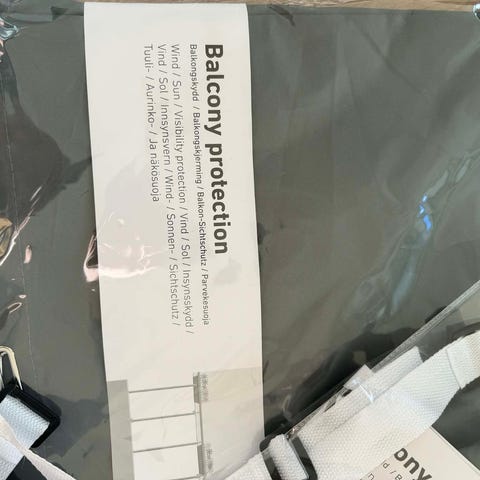 Balcony protection
Balkongskydd / Balkongskjerming / Balkon-Sichtschutz / Parvekesuoja
Wind / Sun / Visibility protection / Vind / Sol / Insynsskydd /
Vind / Sol / Innsynsvern / Wind- / Sonnen- / Sichtschutz /
Tuuli- / Aurinko- / Ja näkösuoja
ony